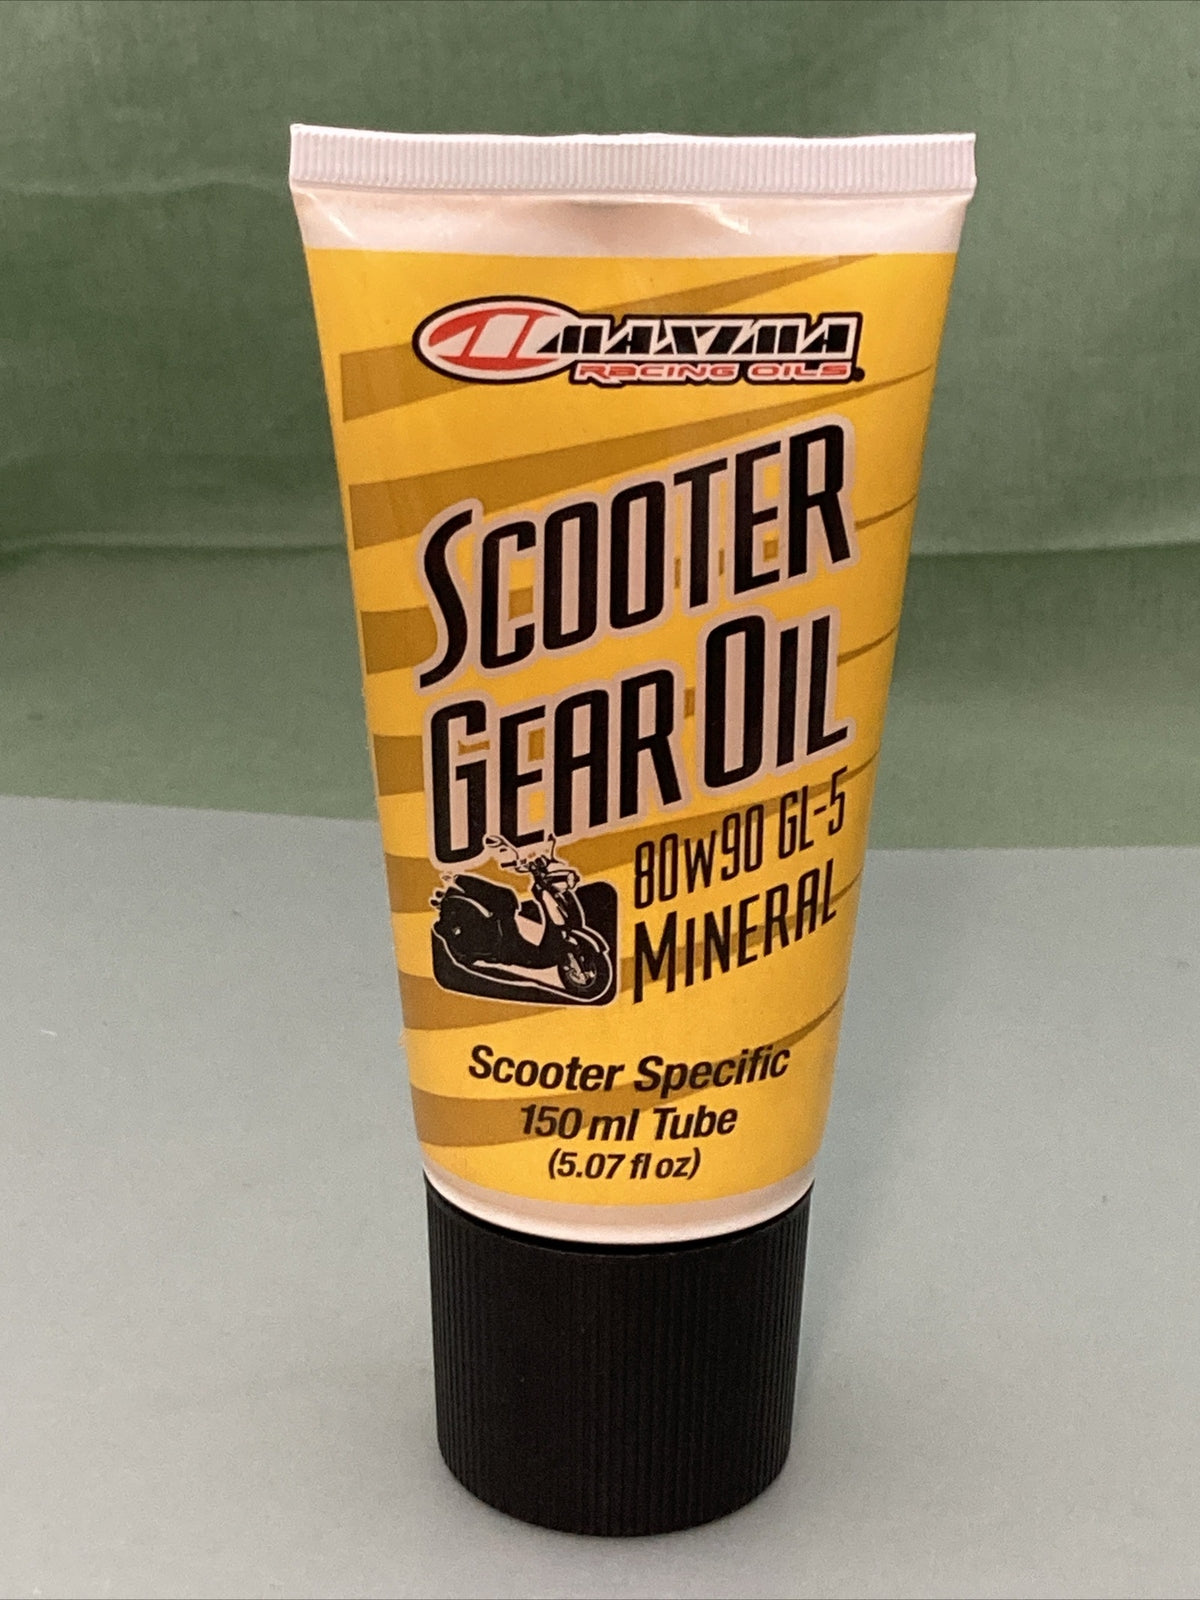 MAXIMA
RACING OILS
SCOOTER
GEAR OIL
80W90 GL-5
MINERAL
Scooter Specific
150 ml Tube
(5.07 fl oz)